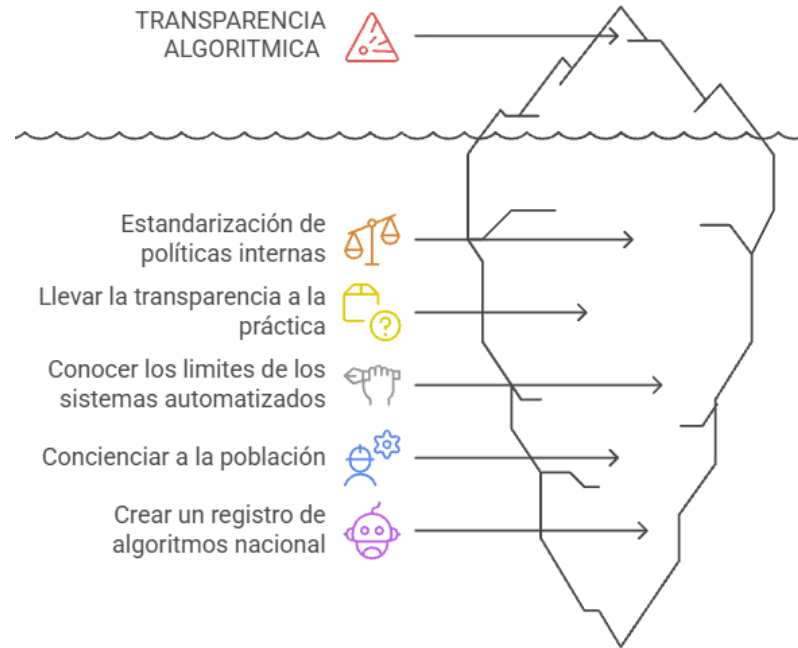 TRANSPARENCIA
ALGORITMICA
Estandarización de
políticas internas
Llevar la transparencia a la
práctica
Conocer los limites de los
sistemas automatizados
Concienciar a la población
Crear un registro de
algoritmos nacional